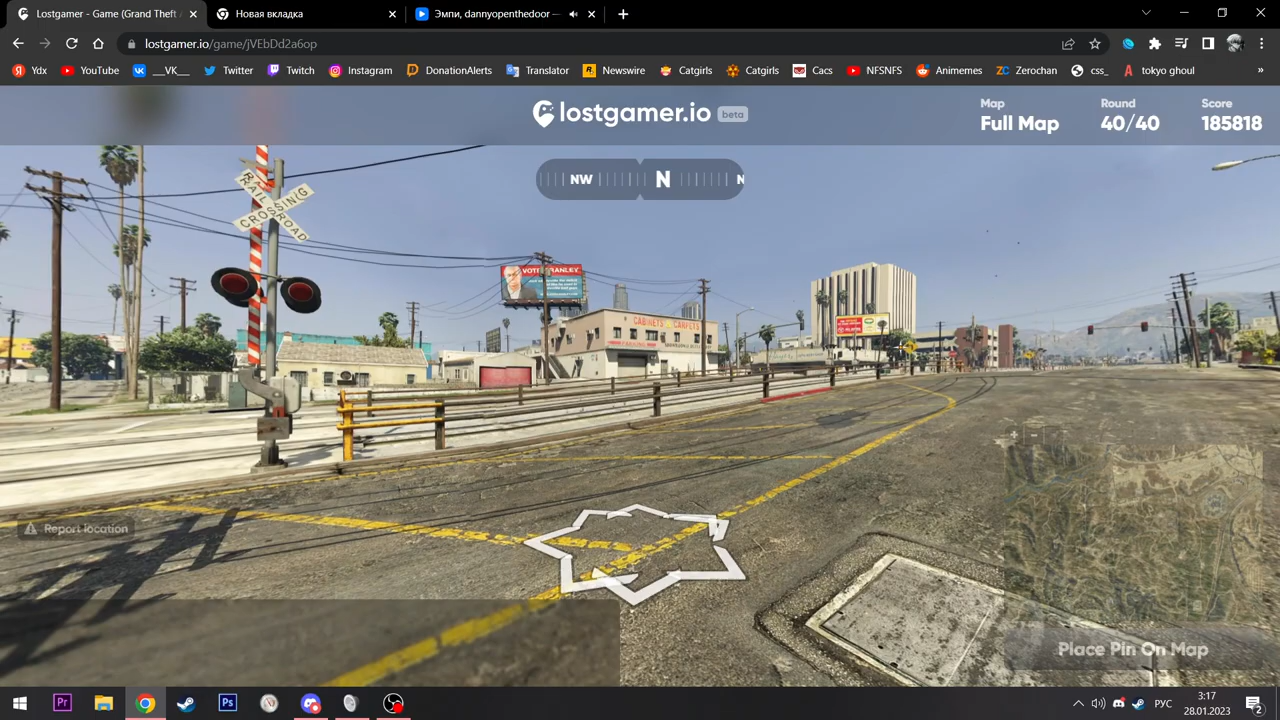 Lostgamer - Game (Grand Theft
Новая вкладка
Эмпи, dannyopenthedoor —
lostgamer.io/game/jVEbDd2a6op
Ydx
YouTube
__VK__
Twitter
Twitch
Instagram
DonationAlerts
Translator
Newswire
Catgirls
Catgirls
Cacs
NFSNFS
Animemes
Zerochan
css_
tokyo ghoul
lostgamer.io beta
Map
Full Map
Round
40/40
Score
185818
NW
N
N
RAIL ROAD
CROSSING
CABINETS CARPETS
Report location
Place Pin On Map
РУС
3:17
28.01.2023
2